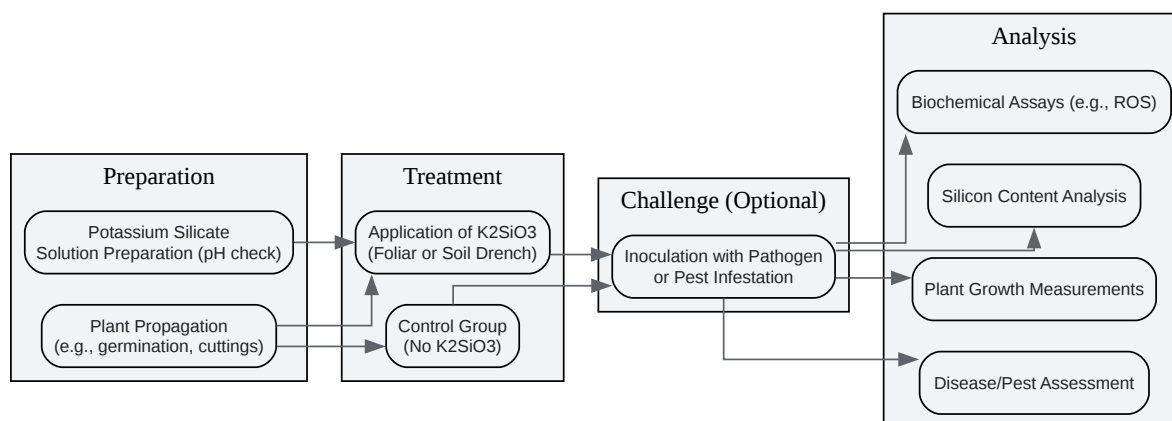 Preparation
Potassium Silicate
Solution Preparation (pH check)
Plant Propagation
(e.g., germination, cuttings)
Treatment
Application of K2SiO3
(Foliar or Soil Drench)
Control Group
(No K2SiO3)
Challenge (Optional)
Inoculation with Pathogen
or Pest Infestation
Analysis
Biochemical Assays (e.g., ROS)
Silicon Content Analysis
Plant Growth Measurements
Disease/Pest Assessment